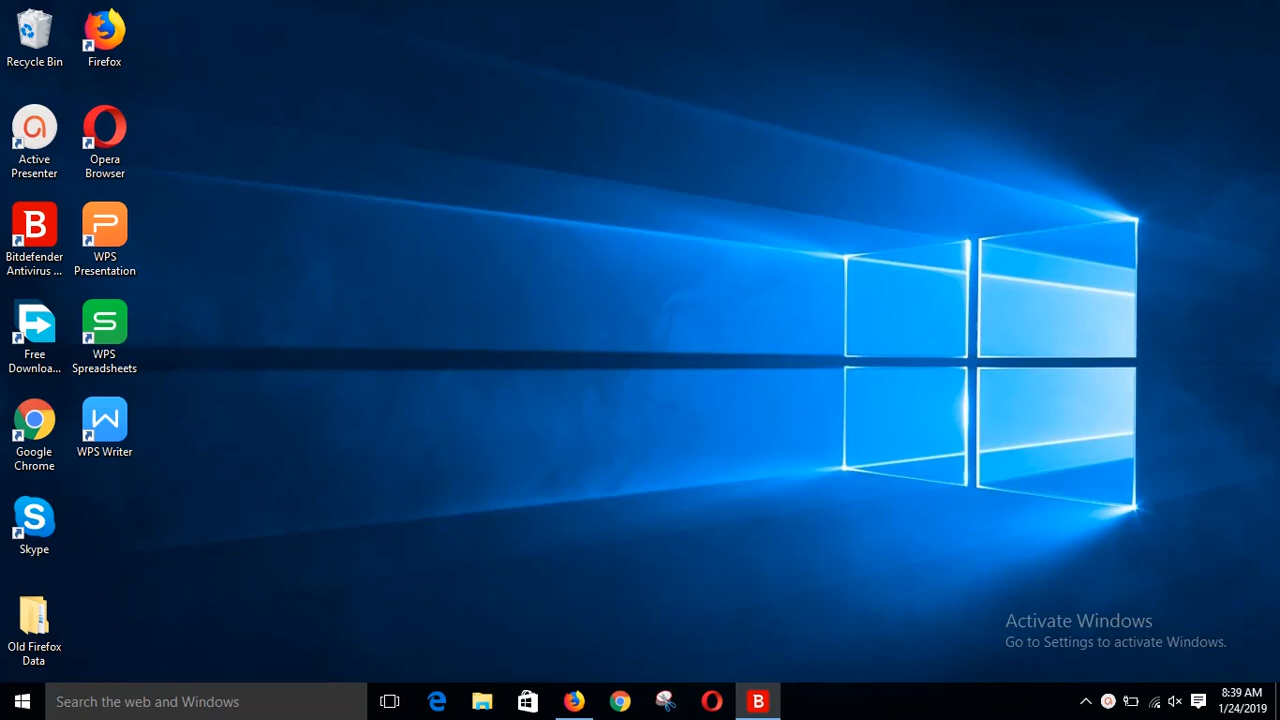 Recycle Bin
Firefox
Active
Presenter
Opera
Browser
Bitdefender
Antivirus ...
WPS
Presentation
Free
Downloa...
WPS
Spreadsheets
Google
Chrome
WPS Writer
Skype
Old Firefox
Data
Activate Windows
Go to Settings to activate Windows.
Search the web and Windows
8:39 AM
1/24/2019